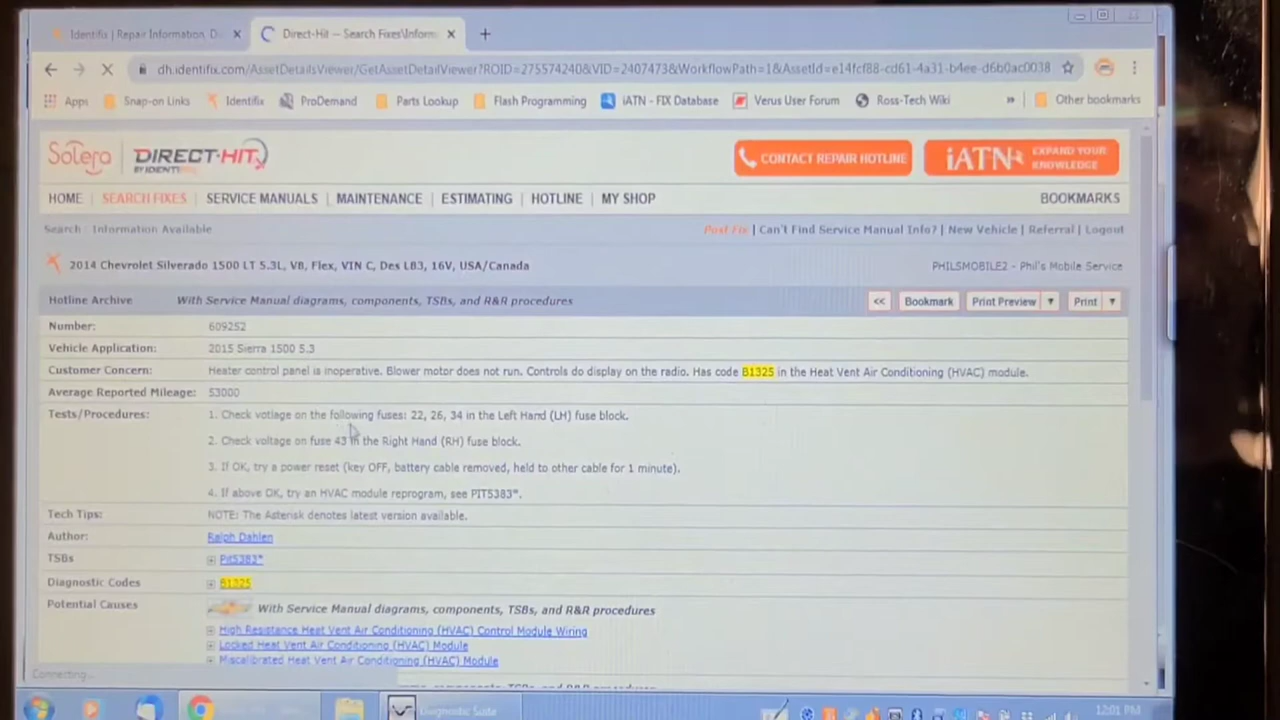 Identifix | Repair Information, D
Direct-Hit -- Search Fixes\Inform
dh.identifix.com/AssetDetailsViewer/GetAssetDetailViewer?ROID=275574240&VID=2407473&WorkflowPath=1&AssetId=e14fcf88-cd61-4a31-b4ee-d6b0ac0038
Apps Snap-on Links Identifix ProDemand Parts Lookup Flash Programming iATN - FIX Database Verus User Forum Ross-Tech Wiki » Other bookmarks
Solera DIRECT-HIT CONTACT REPAIR HOTLINE iATN EXPAND YOUR KNOWLEDGE
BY IDENTIFIX
HOME | SEARCH FIXES | SERVICE MANUALS | MAINTENANCE | ESTIMATING | HOTLINE | MY SHOP BOOKMARKS
Search : Information Available Post Fix | Can't Find Service Manual Info? | New Vehicle | Referral | Logout
2014 Chevrolet Silverado 1500 LT 5.3L, V8, Flex, VIN C, Des L83, 16V, USA/Canada PHILSMOBILE2 - Phil's Mobile Service
Hotline Archive With Service Manual diagrams, components, TSBs, and R&R procedures << Bookmark Print Preview Print
Number: 609252
Vehicle Application: 2015 Sierra 1500 5.3
Customer Concern: Heater control panel is inoperative. Blower motor does not run. Controls do display on the radio. Has code B1325 in the Heat Vent Air Conditioning (HVAC) module.
Average Reported Mileage: 53000
Tests/Procedures: 1. Check votlage on the following fuses: 22, 26, 34 in the Left Hand (LH) fuse block.
2. Check voltage on fuse 43 in the Right Hand (RH) fuse block.
3. If OK, try a power reset (key OFF, battery cable removed, held to other cable for 1 minute).
4. If above OK, try an HVAC module reprogram, see PIT5383*.
Tech Tips: NOTE: The Asterisk denotes latest version available.
Author: Ralph Dahlen
TSBs Pit5383*
Diagnostic Codes B1325
Potential Causes With Service Manual diagrams, components, TSBs, and R&R procedures
High Resistance Heat Vent Air Conditioning (HVAC) Control Module Wiring
Locked Heat Vent Air Conditioning (HVAC) Module
Miscalibrated Heat Vent Air Conditioning (HVAC) Module
Connecting...
Diagnostic Suite
12:01 PM